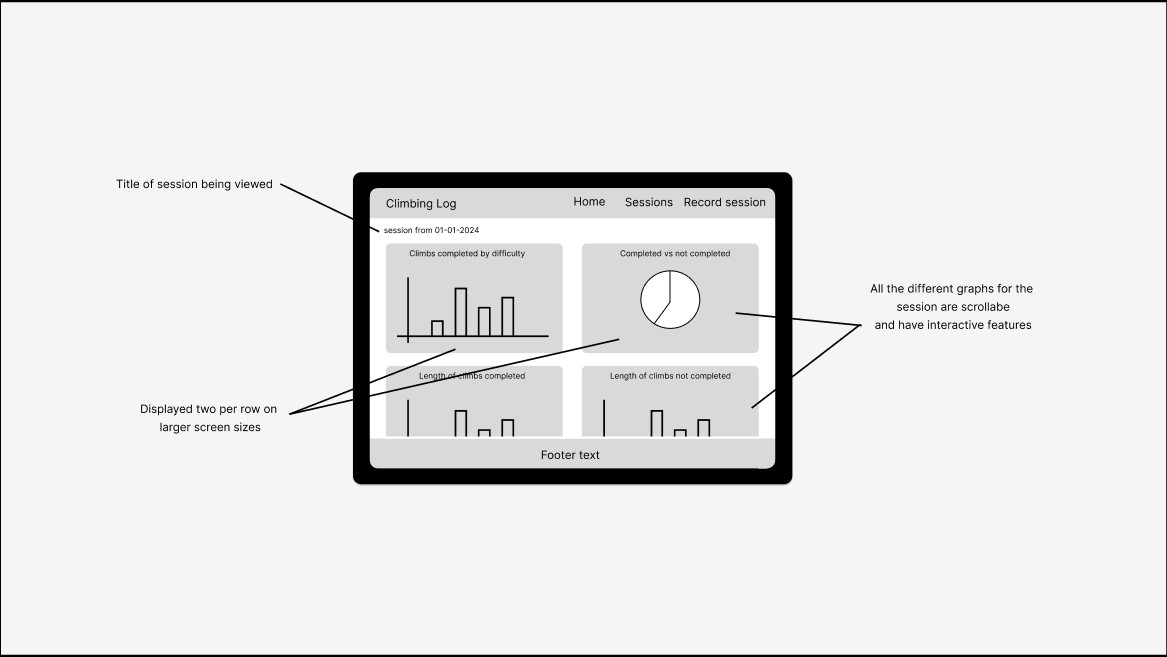 Title of session being viewed
Climbing Log
Home
Sessions
Record session
session from 01-01-2024
Climbs completed by difficulty
Completed vs not completed
All the different graphs for the
session are scrollabe
and have interactive features
Length of climbs completed
Length of climbs not completed
Displayed two per row on
larger screen sizes
Footer text